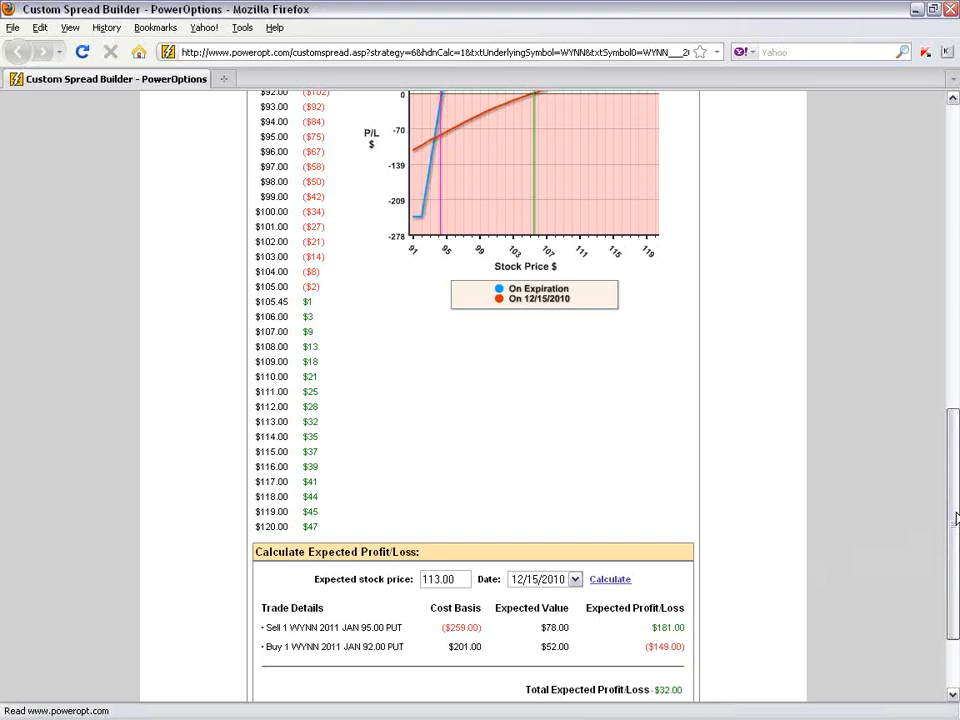 Custom Spread Builder - PowerOptions - Mozilla Firefox
File Edit View History Bookmarks Yahoo! Tools Help
http://www.poweropt.com/customspread.asp?strategy=6&hdnCalc=1&txtUnderlyingSymbol=WYNN&txtSymbol0=WYNN___2 Yahoo
Custom Spread Builder - PowerOptions
$92.00 ($102)
$93.00 ($92)
$94.00 ($84)
$95.00 ($75)
$96.00 ($67)
$97.00 ($58)
$98.00 ($50)
$99.00 ($42)
$100.00 ($34)
$101.00 ($27)
$102.00 ($21)
$103.00 ($14)
$104.00 ($8)
$105.00 ($2)
$105.45 $1
$106.00 $3
$107.00 $9
$108.00 $13
$109.00 $18
$110.00 $21
$111.00 $25
$112.00 $28
$113.00 $32
$114.00 $35
$115.00 $37
$116.00 $39
$117.00 $41
$118.00 $44
$119.00 $45
$120.00 $47
P/L
$
0
-70
-139
-209
-278
91 95 99 103 107 111 115 119
Stock Price $
On Expiration
On 12/15/2010
Calculate Expected Profit/Loss:
Expected stock price: 113.00 Date: 12/15/2010 Calculate
Trade Details Cost Basis Expected Value Expected Profit/Loss
• Sell 1 WYNN 2011 JAN 95.00 PUT ($259.00) $78.00 $181.00
• Buy 1 WYNN 2011 JAN 92.00 PUT $201.00 $52.00 ($149.00)
Total Expected Profit/Loss - $32.00
Read www.poweropt.com